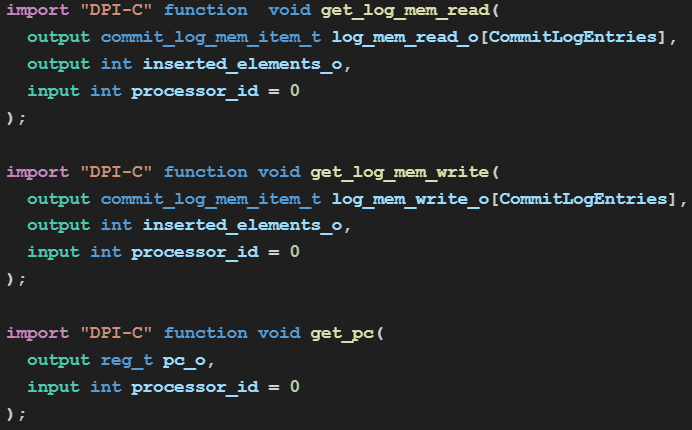 import "DPI-C" function  void get_log_mem_read(
  output commit_log_mem_item_t log_mem_read_o[CommitLogEntries],
  output int inserted_elements_o,
  input int processor_id = 0
);

import "DPI-C" function void get_log_mem_write(
  output commit_log_mem_item_t log_mem_write_o[CommitLogEntries],
  output int inserted_elements_o,
  input int processor_id = 0
);

import "DPI-C" function void get_pc(
  output reg_t pc_o,
  input int processor_id = 0
);